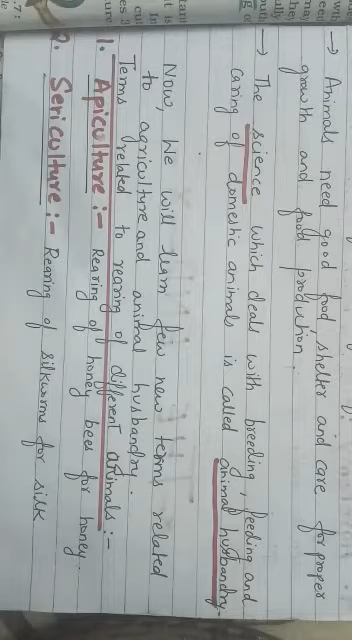 → Animals need good food, shelter and care for proper
growth and food production.
→ The science which deals with breeding, feeding and
caring of domestic animals is called animal husbandry.
Now, We will learn few new terms related
to agriculture and animal husbandry.
Terms related to rearing of different animals :-
1. Apiculture :- Rearing of honey bees for honey.
2. Sericulture :- Rearing of silkworms for silk